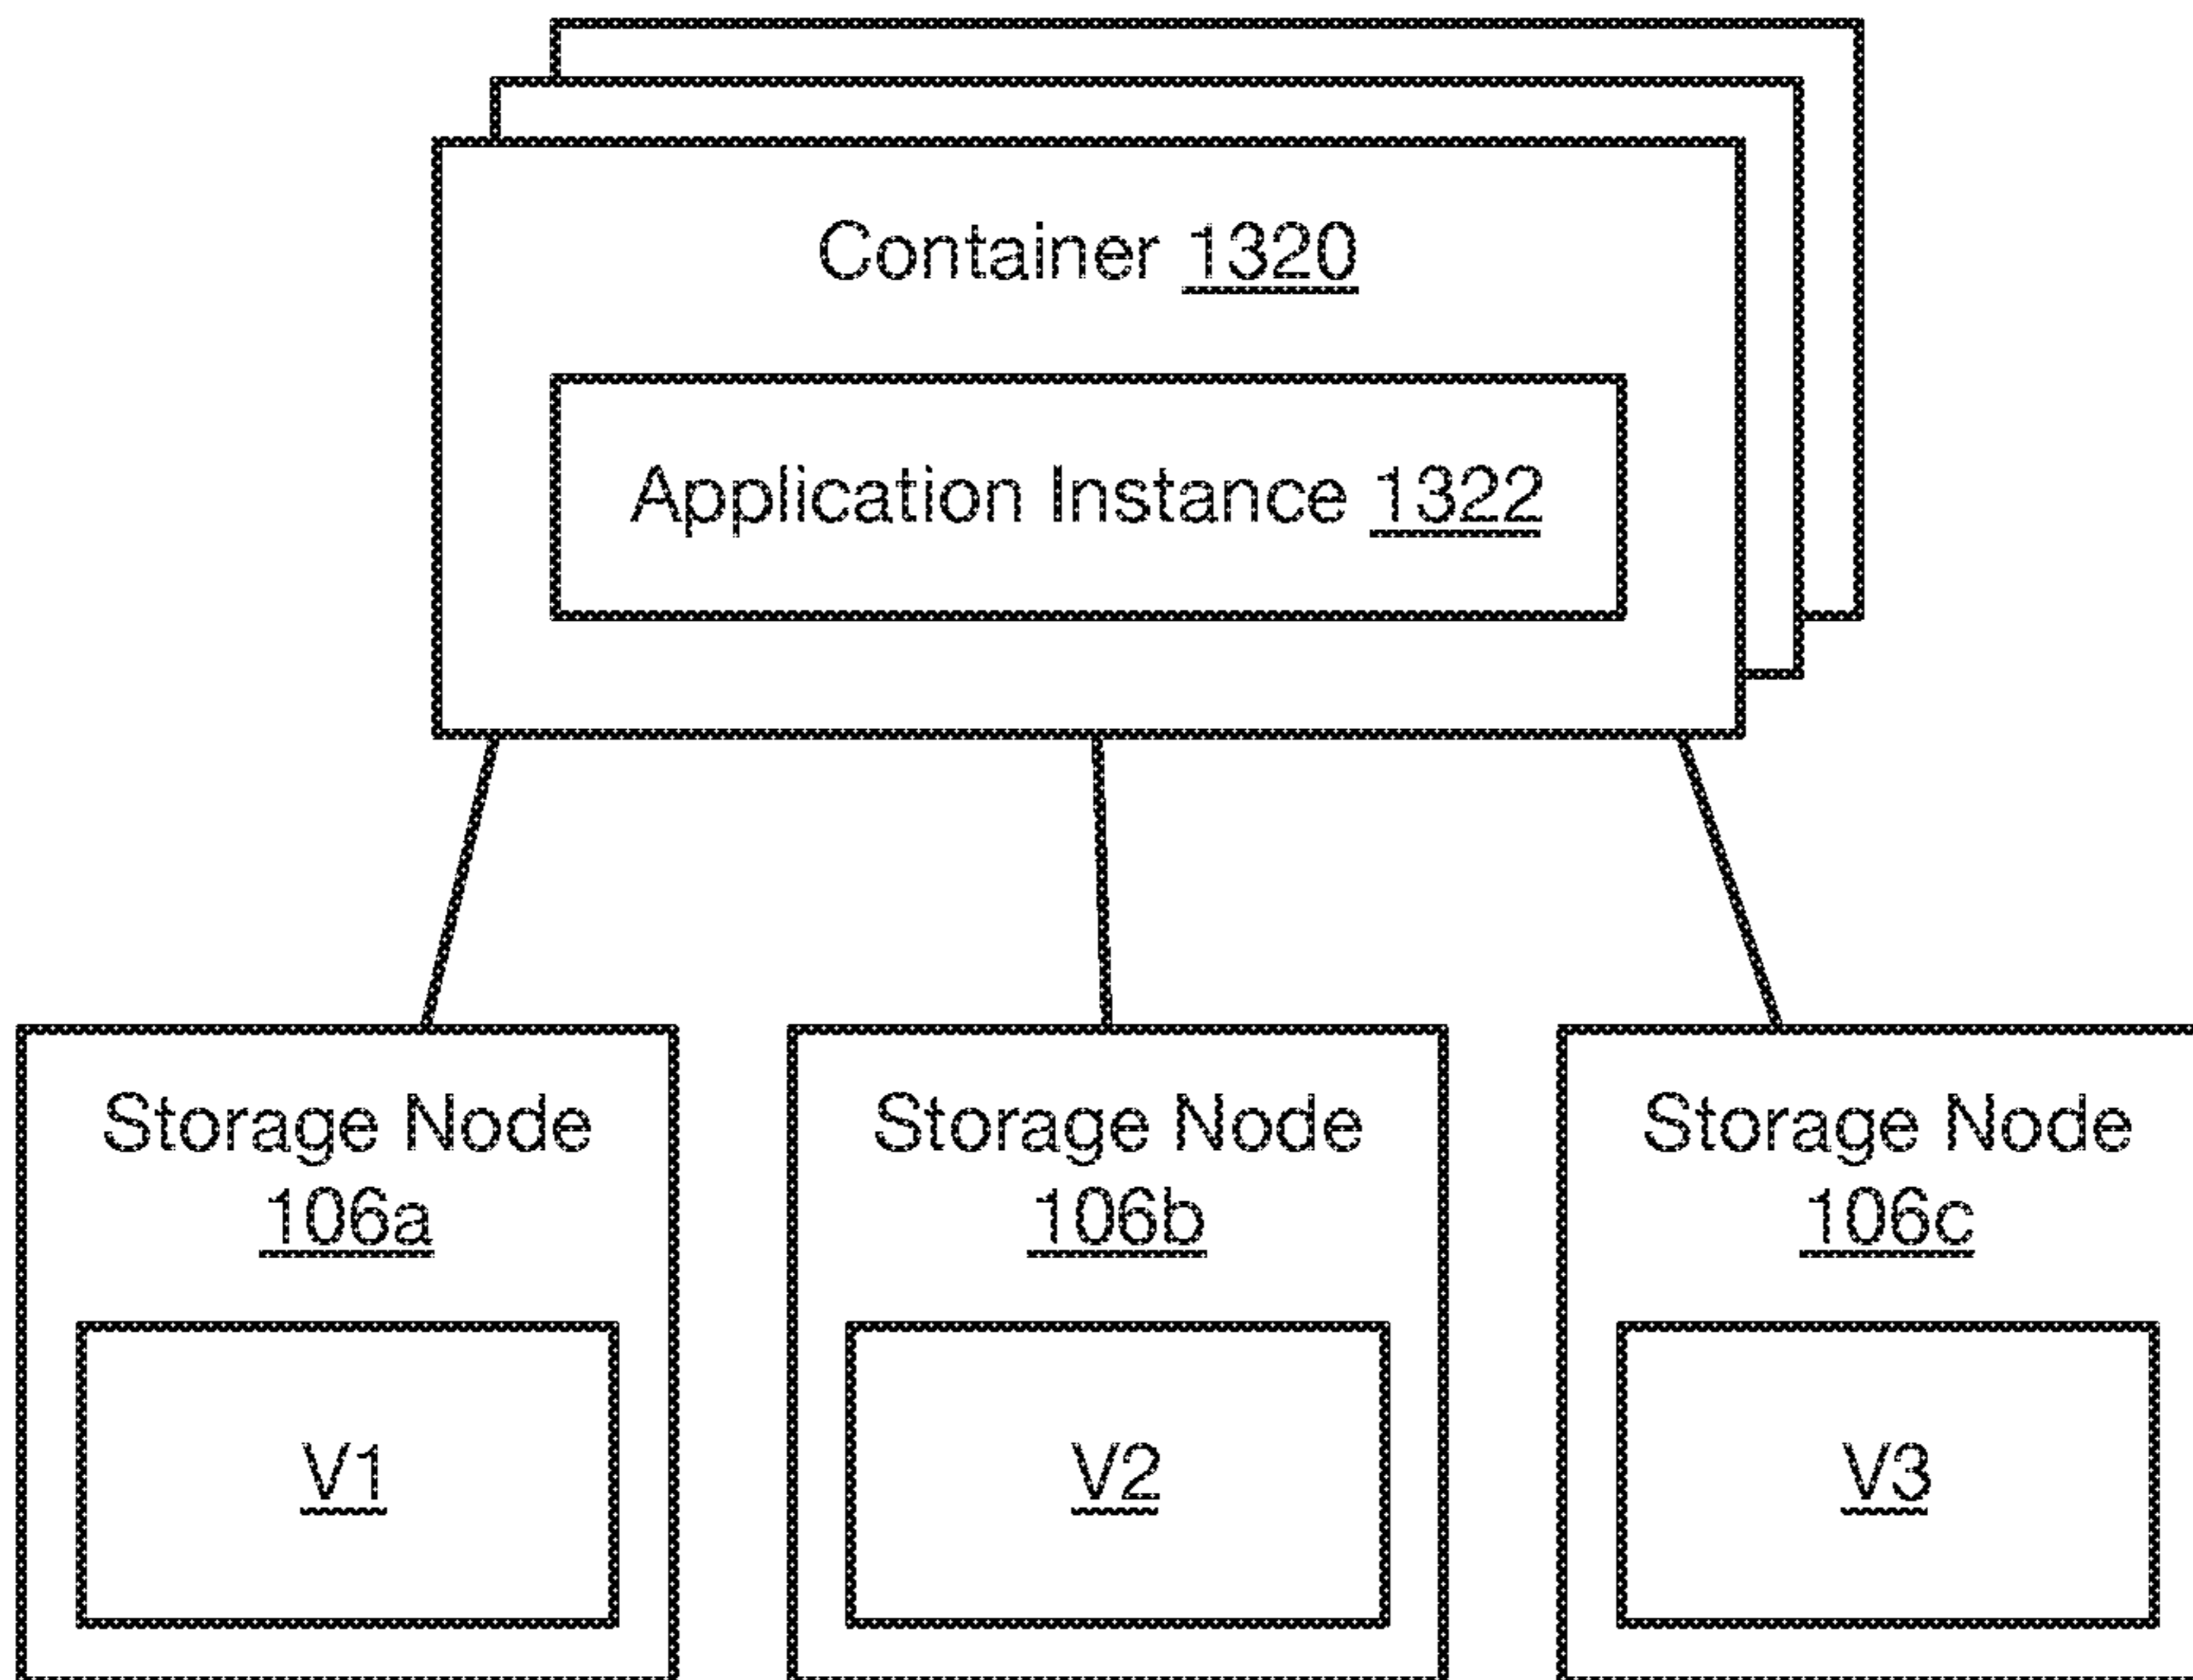 Container 1320
Application Instance 1322
Storage Node
106a
Storage Node
106b
Storage Node
106c
V1
V2
V3